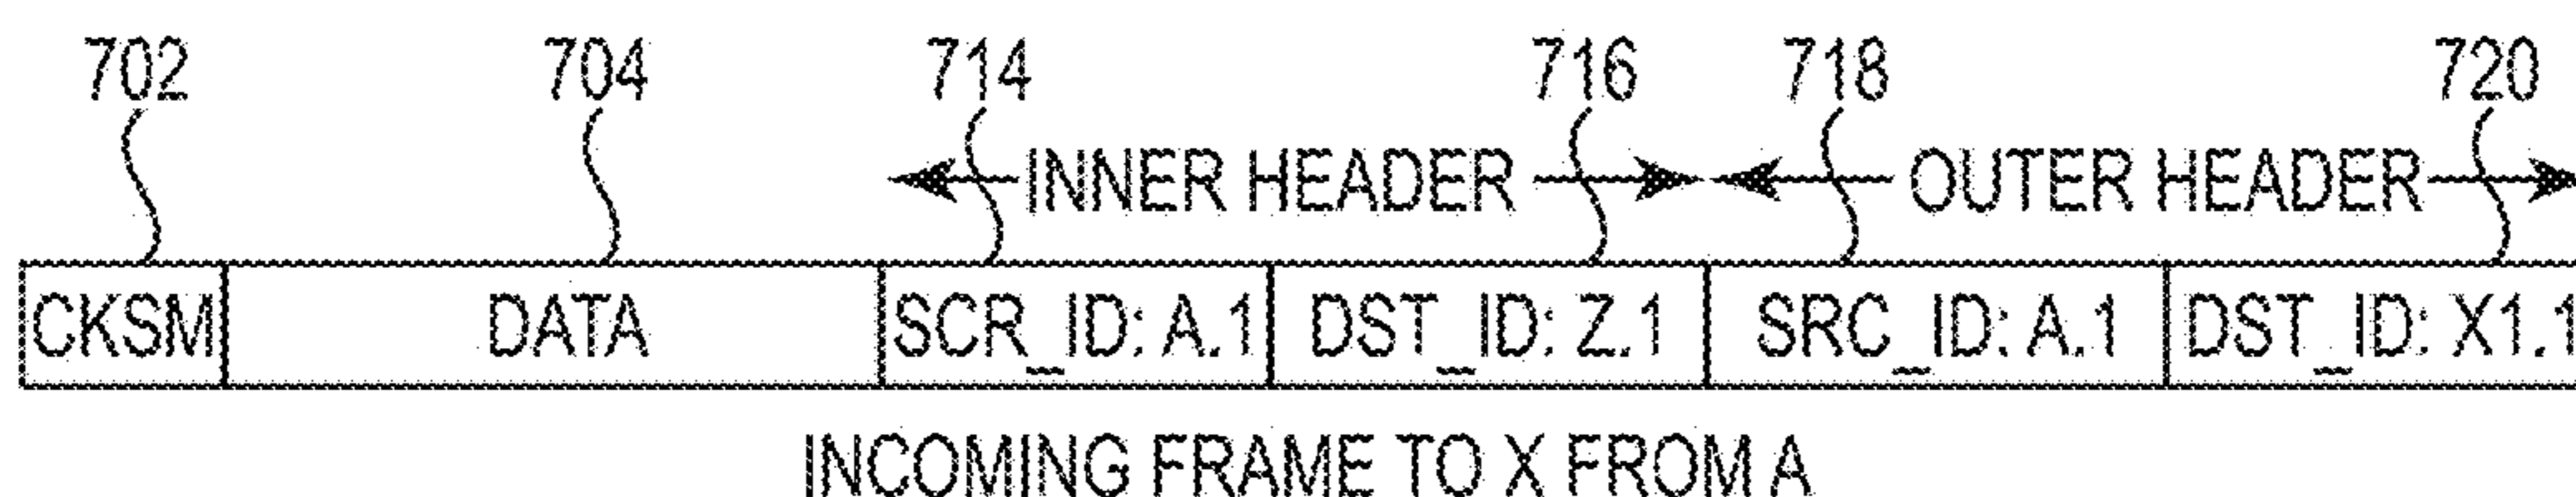 702 704 714 716 718 720
INNER HEADER OUTER HEADER
CKSM DATA SCR_ID: A.1 DST_ID: Z.1 SRC_ID: A.1 DST_ID: X1.1
INCOMING FRAME TO X FROM A